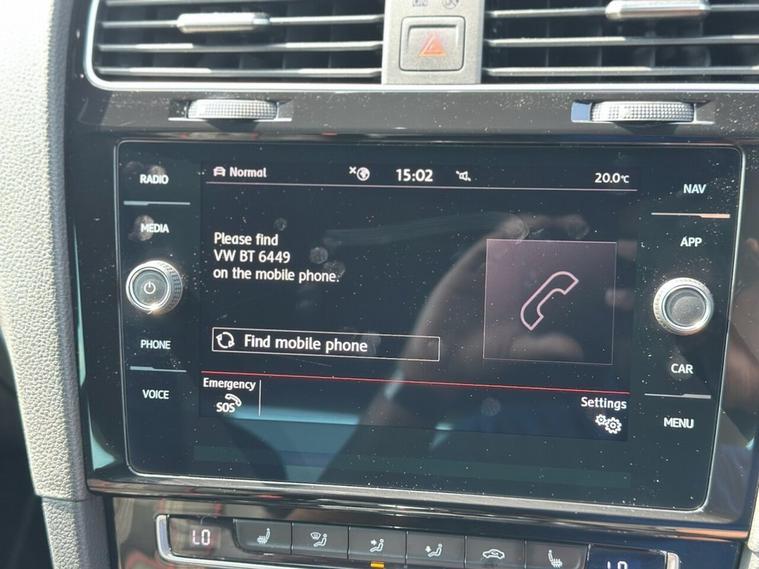 RADIO
MEDIA
PHONE
VOICE
Normal
15:02
20.0°C
Please find
VW BT 6449
on the mobile phone.
Find mobile phone
Emergency
SOS
Settings
NAV
APP
CAR
MENU
LO
LO